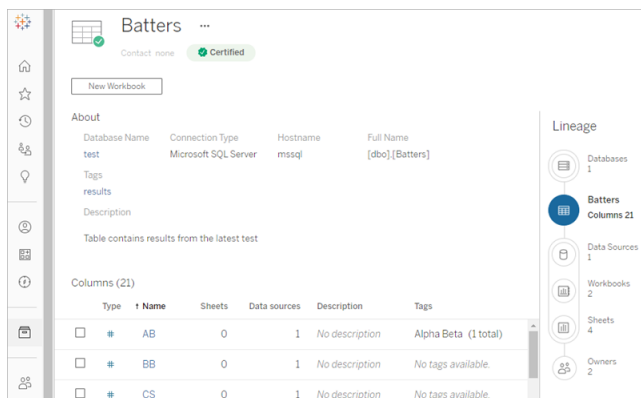 Batters ...
Contact none Certified
New Workbook
About
Database Name Connection Type Hostname Full Name
test Microsoft SQL Server mssql [dbo].[Batters]
Tags
results
Description
Table contains results from the latest test
Columns (21)
Type ↑ Name Sheets Data sources Description Tags
# AB 0 1 No description Alpha Beta (1 total)
# BB 0 1 No description No tags available.
# CS 0 1 No description No tags available.
Lineage
Databases
1
Batters
Columns 21
Data Sources
1
Workbooks
2
Sheets
4
Owners
2